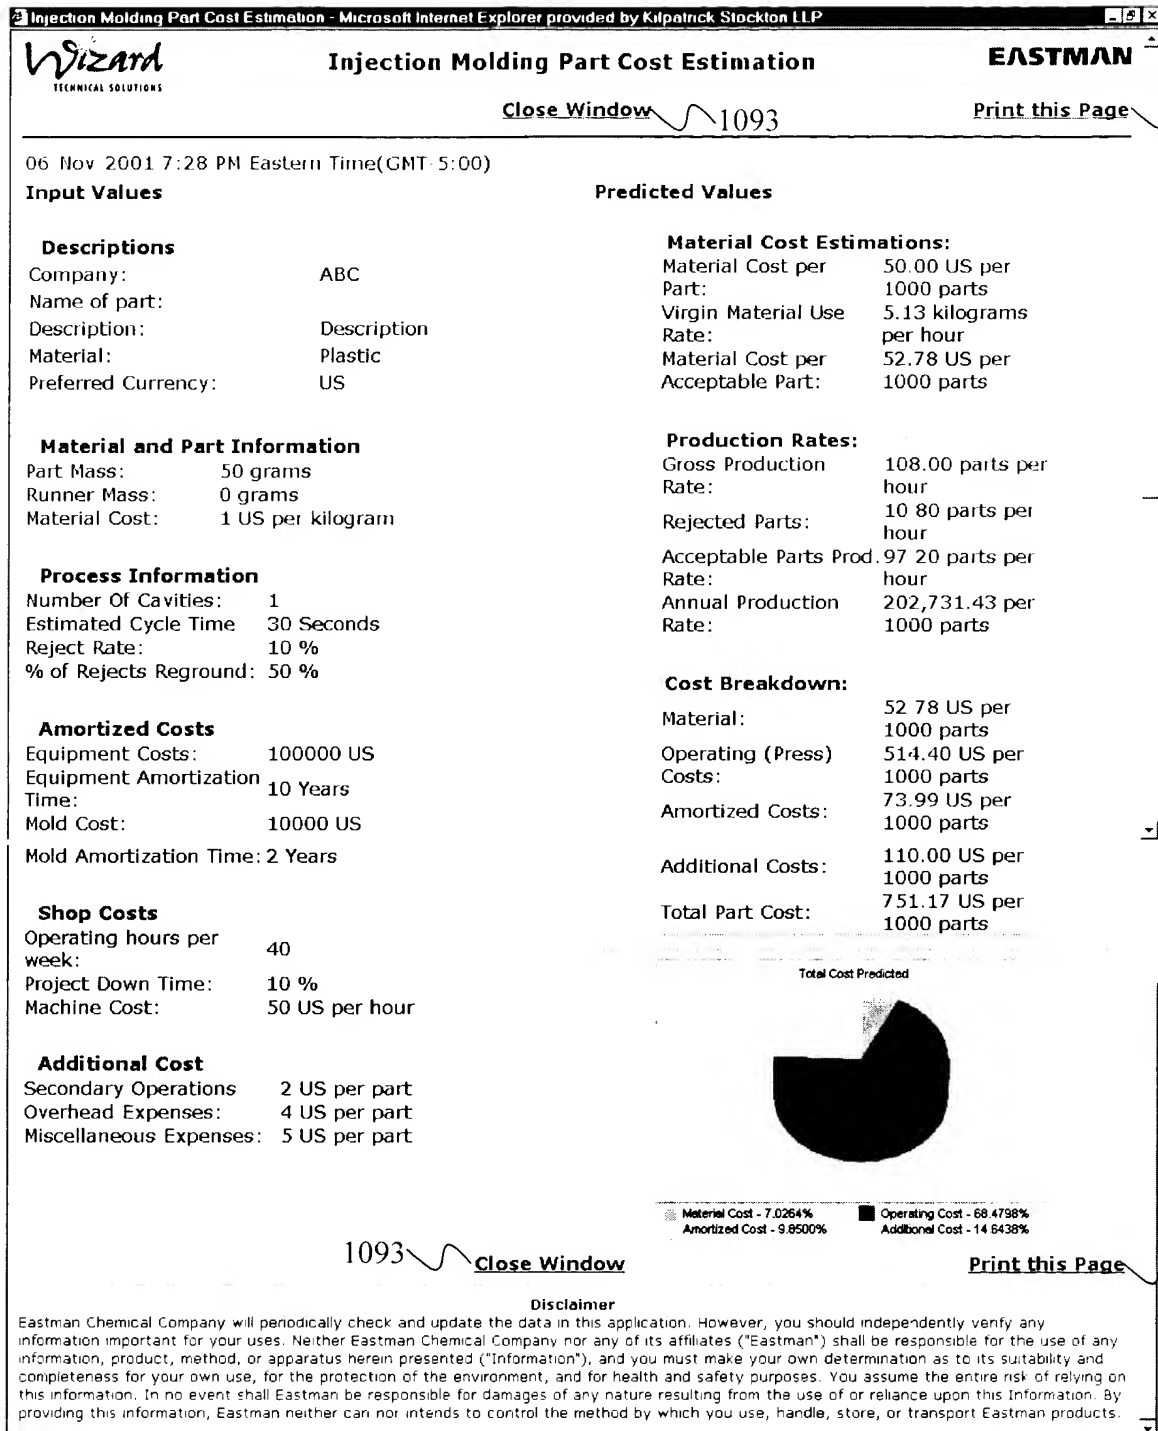 Injection Molding Part Cost Estimation - Microsoft Internet Explorer provided by Kilpatrick Stockton LLP
Wizard
TECHNICAL SOLUTIONS
Injection Molding Part Cost Estimation
EASTMAN
Close Window
1093
Print this Page
06 Nov 2001 7:28 PM Eastern Time(GMT-5:00)
Input Values
Descriptions
Company: ABC
Name of part:
Description: Description
Material: Plastic
Preferred Currency: US
Material and Part Information
Part Mass: 50 grams
Runner Mass: 0 grams
Material Cost: 1 US per kilogram
Process Information
Number Of Cavities: 1
Estimated Cycle Time 30 Seconds
Reject Rate: 10 %
% of Rejects Reground: 50 %
Amortized Costs
Equipment Costs: 100000 US
Equipment Amortization
Time: 10 Years
Mold Cost: 10000 US
Mold Amortization Time: 2 Years
Shop Costs
Operating hours per
week: 40
Project Down Time: 10 %
Machine Cost: 50 US per hour
Additional Cost
Secondary Operations 2 US per part
Overhead Expenses: 4 US per part
Miscellaneous Expenses: 5 US per part
Predicted Values
Material Cost Estimations:
Material Cost per 50.00 US per
Part: 1000 parts
Virgin Material Use 5.13 kilograms
Rate: per hour
Material Cost per 52.78 US per
Acceptable Part: 1000 parts
Production Rates:
Gross Production 108.00 parts per
Rate: hour
Rejected Parts: 10 80 parts per
hour
Acceptable Parts Prod. 97 20 parts per
Rate: hour
Annual Production 202,731.43 per
Rate: 1000 parts
Cost Breakdown:
Material: 52 78 US per
1000 parts
Operating (Press) 514.40 US per
Costs: 1000 parts
Amortized Costs: 73.99 US per
1000 parts
Additional Costs: 110.00 US per
1000 parts
Total Part Cost: 751.17 US per
1000 parts
Total Cost Predicted
Material Cost - 7.0264% Operating Cost - 68.4798%
Amortized Cost - 9.8500% Additional Cost - 14 6438%
1093
Close Window
Print this Page
Disclaimer
Eastman Chemical Company will periodically check and update the data in this application. However, you should independently verify any
information important for your uses. Neither Eastman Chemical Company nor any of its affiliates ("Eastman") shall be responsible for the use of any
information, product, method, or apparatus herein presented ("Information"), and you must make your own determination as to its suitability and
completeness for your own use, for the protection of the environment, and for health and safety purposes. You assume the entire risk of relying on
this information. In no event shall Eastman be responsible for damages of any nature resulting from the use of or reliance upon this Information. By
providing this information, Eastman neither can nor intends to control the method by which you use, handle, store, or transport Eastman products.